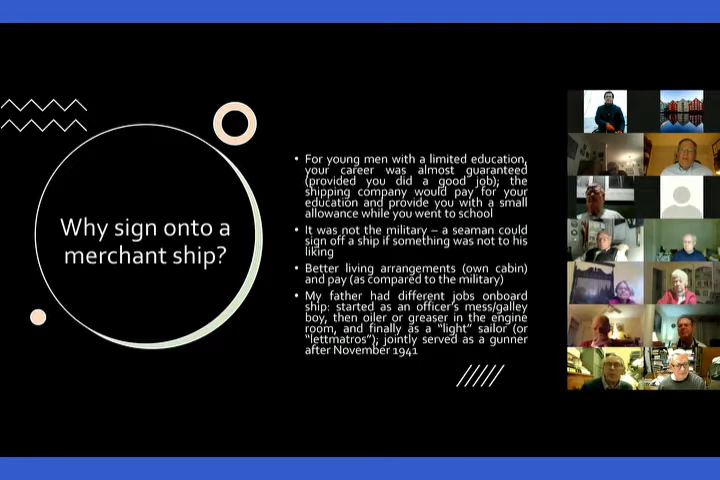 Why sign onto a
merchant ship?
• For young men with a limited education,
your career was almost guaranteed
(provided you did a good job); the
shipping company would pay for your
education and provide you with a small
allowance while you went to school
• It was not the military – a seaman could
sign off a ship if something was not to his
liking
• Better living arrangements (own cabin)
and pay (as compared to the military)
• My father had different jobs onboard
ship: started as an officer's mess/galley
boy, then oiler or greaser in the engine
room, and finally as a "light" sailor (or
"lettmatros"); jointly served as a gunner
after November 1941